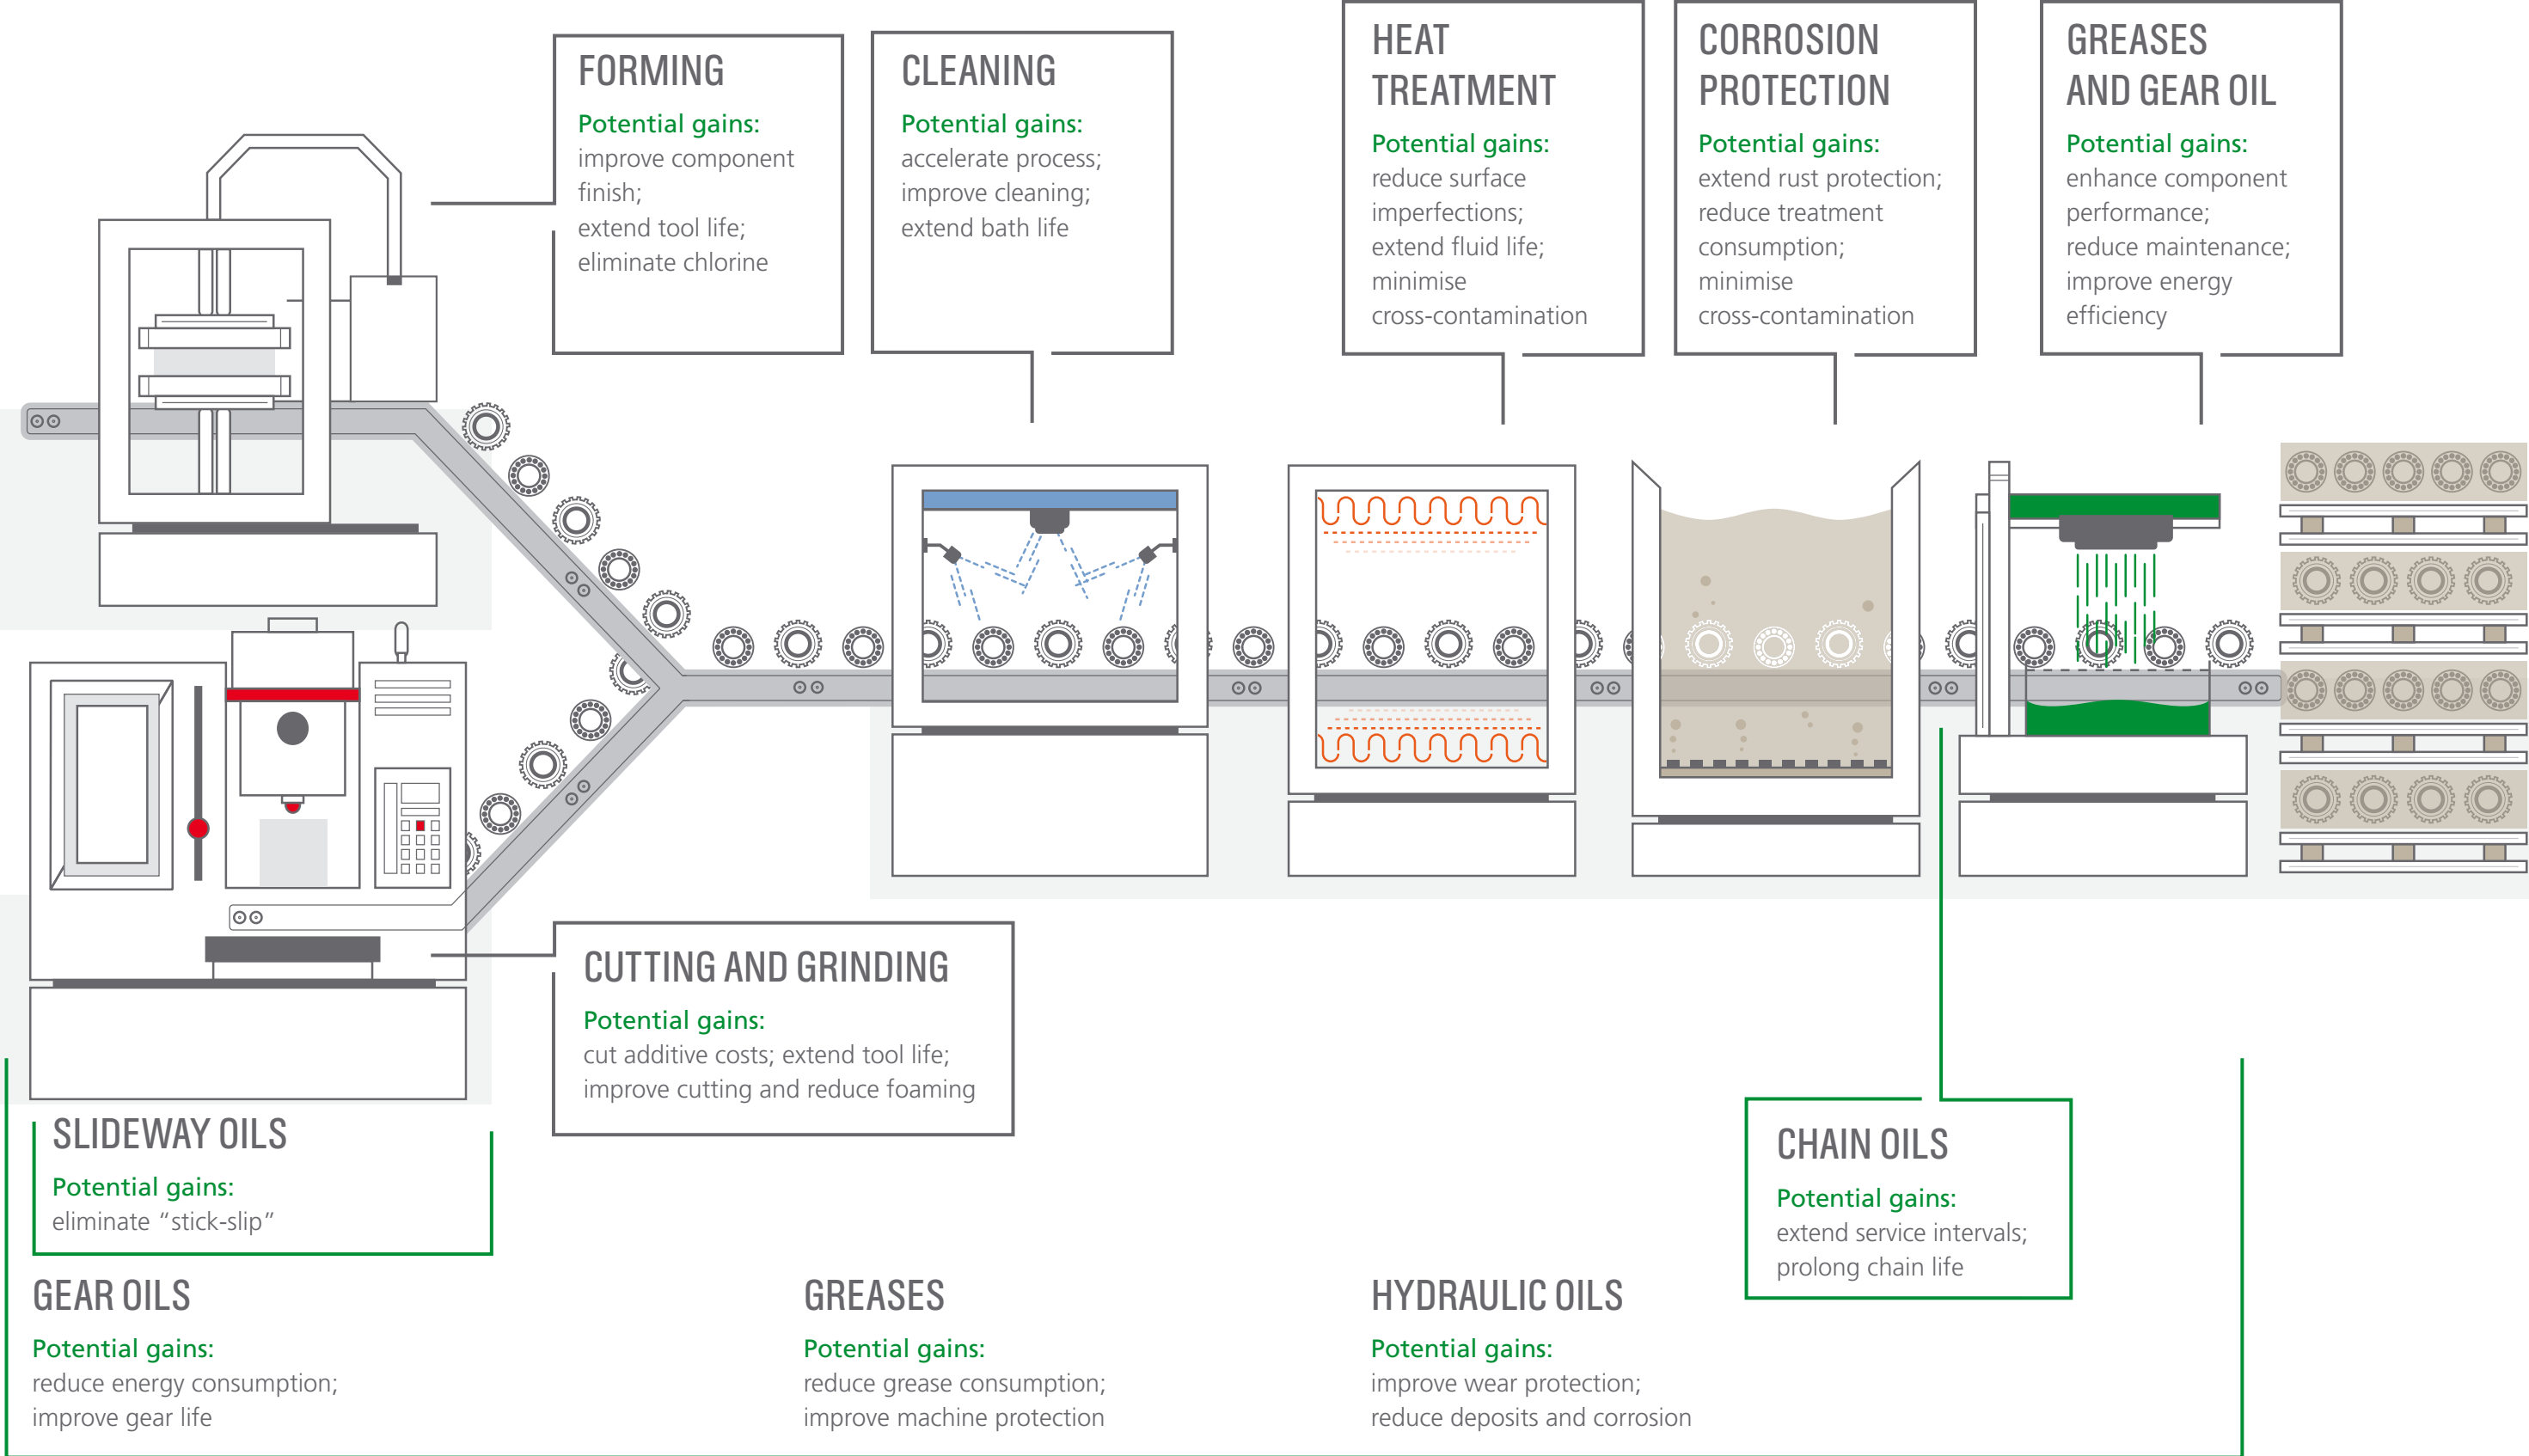 FORMING
Potential gains:
improve component
finish;
extend tool life;
eliminate chlorine
CLEANING
Potential gains:
accelerate process;
improve cleaning;
extend bath life
HEAT
TREATMENT
Potential gains:
reduce surface
imperfections;
extend fluid life;
minimise
cross-contamination
CORROSION
PROTECTION
Potential gains:
extend rust protection;
reduce treatment
consumption;
minimise
cross-contamination
GREASES
AND GEAR OIL
Potential gains:
enhance component
performance;
reduce maintenance;
improve energy
efficiency
CUTTING AND GRINDING
Potential gains:
cut additive costs; extend tool life;
improve cutting and reduce foaming
SLIDEWAY OILS
Potential gains:
eliminate “stick-slip”
CHAIN OILS
Potential gains:
extend service intervals;
prolong chain life
GEAR OILS
Potential gains:
reduce energy consumption;
improve gear life
GREASES
Potential gains:
reduce grease consumption;
improve machine protection
HYDRAULIC OILS
Potential gains:
improve wear protection;
reduce deposits and corrosion